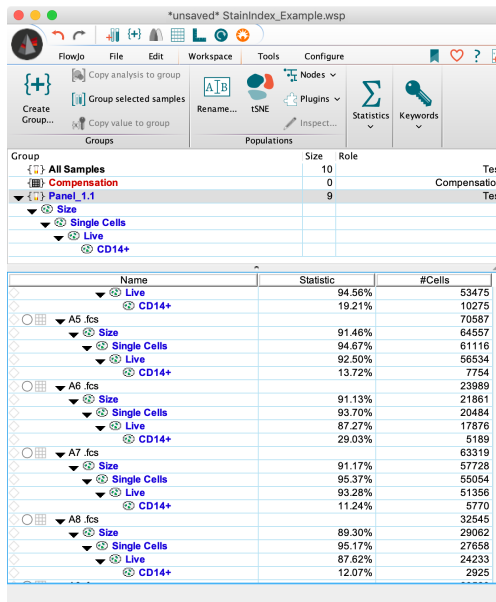 *unsaved* StainIndex_Example.wsp
FlowJo File Edit Workspace Tools Configure
{+} Create Group...
Copy analysis to group
Group selected samples
Copy value to group
Groups
A B Rename...
tSNE
Nodes
Plugins
Inspect...
Populations
Σ Statistics
Keywords
Group Size Role
All Samples 10 Tes
Compensation 0 Compensatio
Panel_1.1 9 Tes
Size
Single Cells
Live
CD14+
Name Statistic #Cells
Live 94.56% 53475
CD14+ 19.21% 10275
A5 .fcs 70587
Size 91.46% 64557
Single Cells 94.67% 61116
Live 92.50% 56534
CD14+ 13.72% 7754
A6 .fcs 23989
Size 91.13% 21861
Single Cells 93.70% 20484
Live 87.27% 17876
CD14+ 29.03% 5189
A7 .fcs 63319
Size 91.17% 57728
Single Cells 95.37% 55054
Live 93.28% 51356
CD14+ 11.24% 5770
A8 .fcs 32545
Size 89.30% 29062
Single Cells 95.17% 27658
Live 87.62% 24233
CD14+ 12.07% 2925